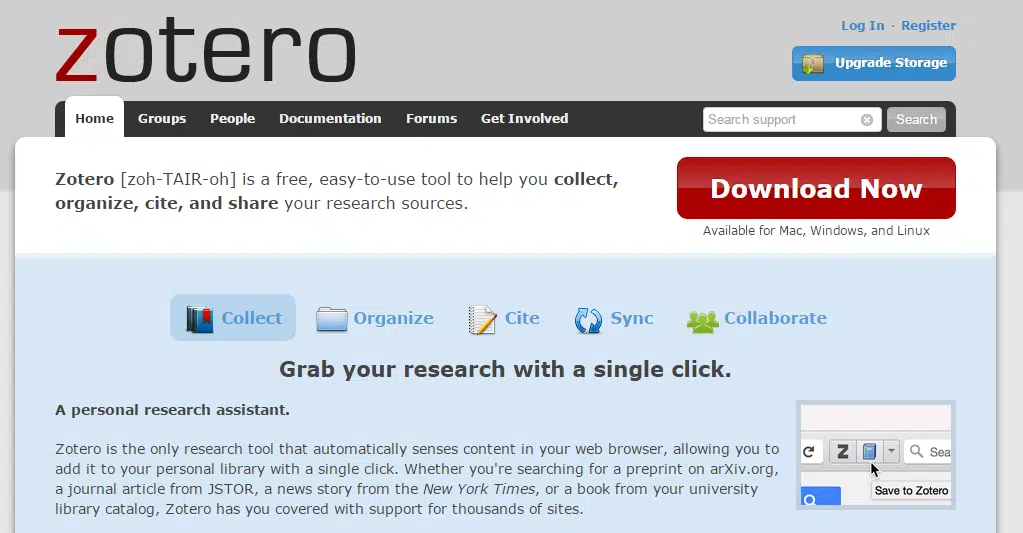 zotero
Log In · Register
Upgrade Storage
Home Groups People Documentation Forums Get Involved
Search support Search
Zotero [zoh-TAIR-oh] is a free, easy-to-use tool to help you collect,
organize, cite, and share your research sources.
Download Now
Available for Mac, Windows, and Linux
Collect Organize Cite Sync Collaborate
Grab your research with a single click.
A personal research assistant.
Zotero is the only research tool that automatically senses content in your web browser, allowing you to
add it to your personal library with a single click. Whether you're searching for a preprint on arXiv.org,
a journal article from JSTOR, a news story from the New York Times, or a book from your university
library catalog, Zotero has you covered with support for thousands of sites.
Z Sea
Save to Zotero